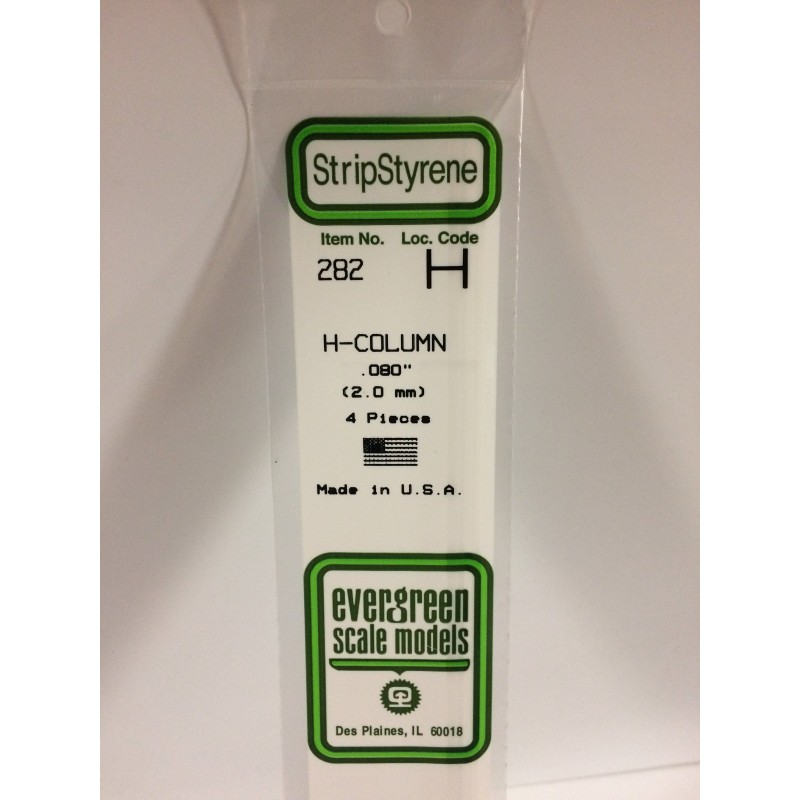 StripStyrene
Item No. Loc. Code
282 H
H-COLUMN
.080"
(2.0 mm)
4 Pieces
Made in U.S.A.
evergreen
scale models
Des Plaines, IL 60018